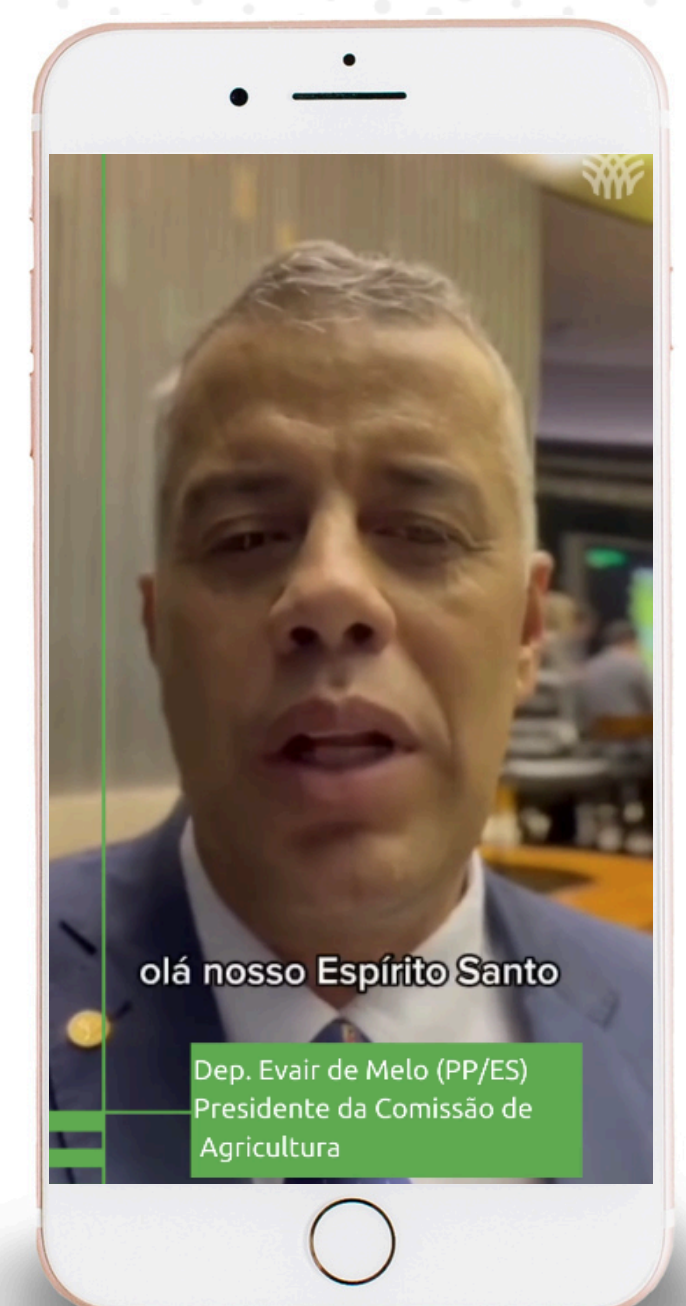 olá nosso Espírito Santo
Dep. Evair de Melo (PP/ES)
Presidente da Comissão de
Agricultura